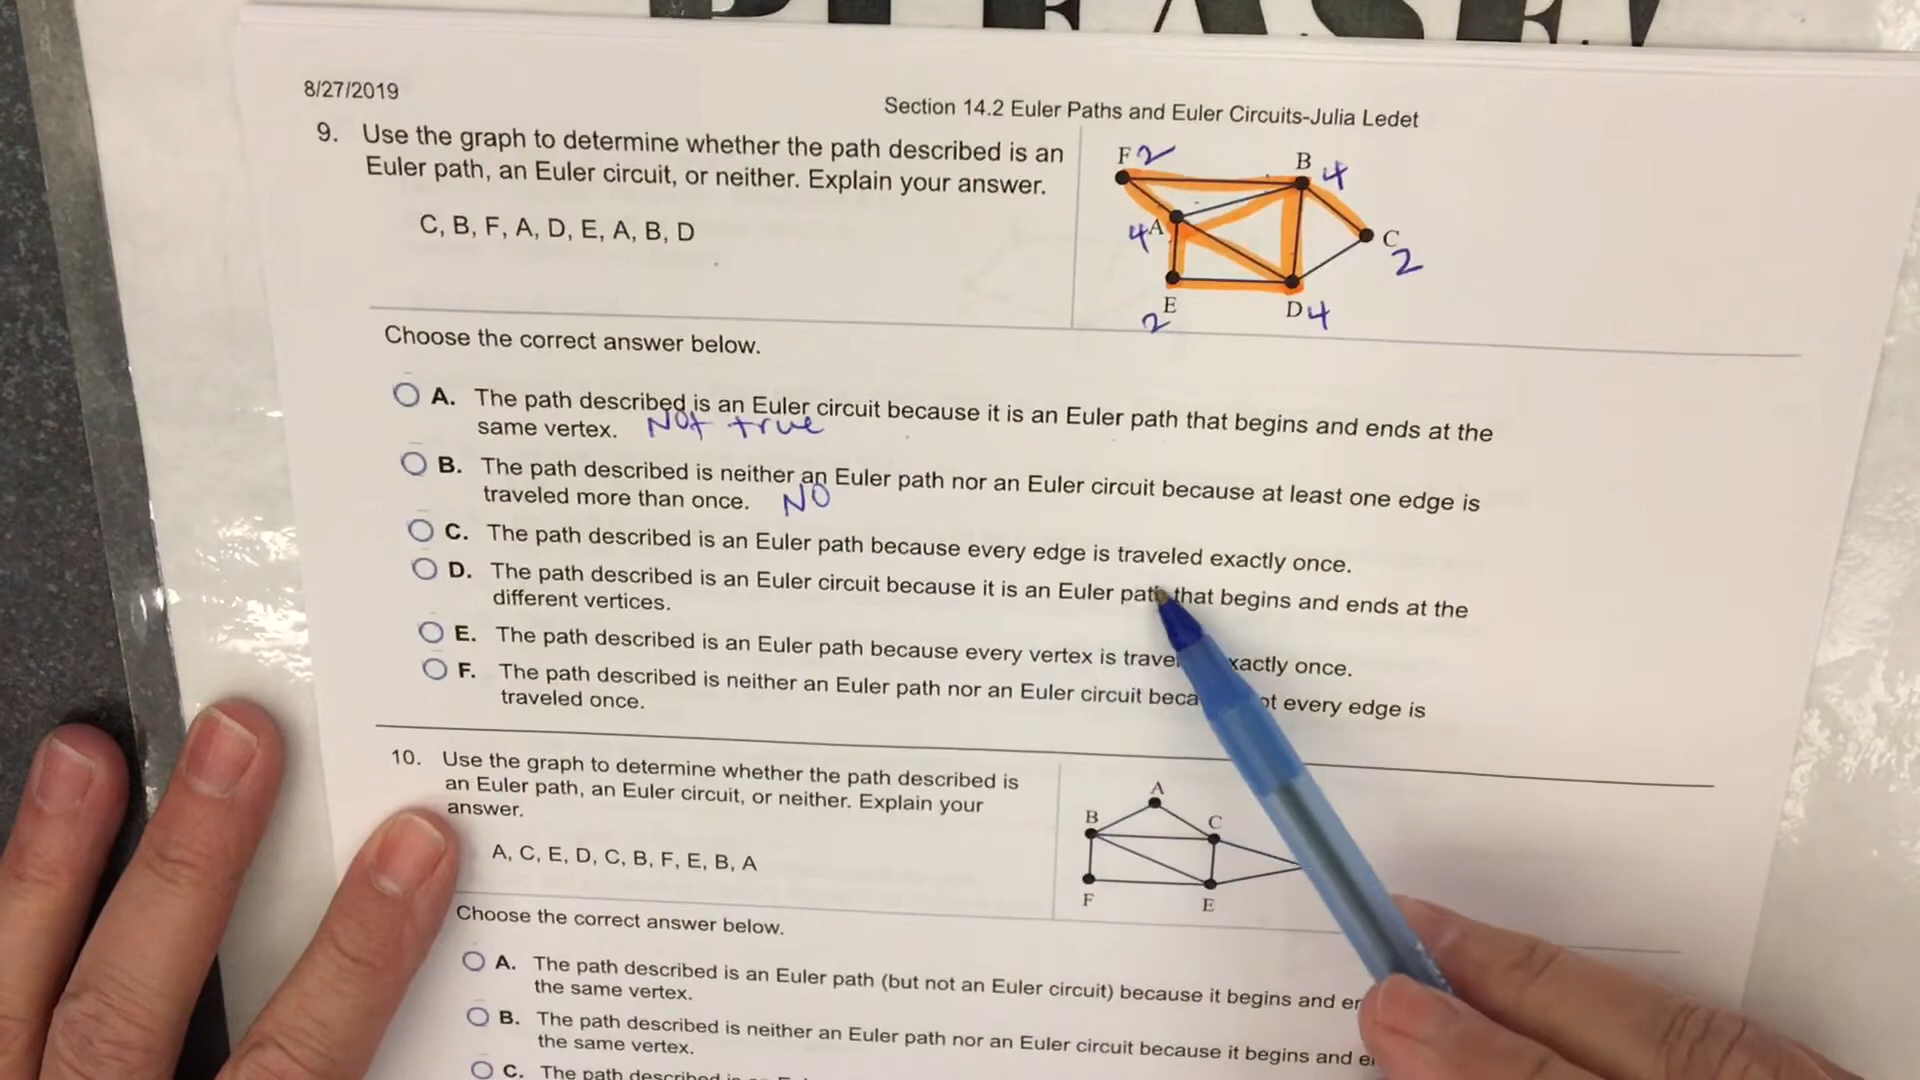 PLEASE!
8/27/2019
Section 14.2 Euler Paths and Euler Circuits-Julia Ledet
9. Use the graph to determine whether the path described is an
Euler path, an Euler circuit, or neither. Explain your answer.
C, B, F, A, D, E, A, B, D
F 2
B 4
4 A
C 2
E 2
D 4
Choose the correct answer below.
A. The path described is an Euler circuit because it is an Euler path that begins and ends at the
same vertex. Not true
B. The path described is neither an Euler path nor an Euler circuit because at least one edge is
traveled more than once. NO
C. The path described is an Euler path because every edge is traveled exactly once.
D. The path described is an Euler circuit because it is an Euler path that begins and ends at the
different vertices.
E. The path described is an Euler path because every vertex is exactly once.
F. The path described is neither an Euler path nor an Euler circuit every edge is
traveled once.
10. Use the graph to determine whether the path described is
an Euler path, an Euler circuit, or neither. Explain your
answer.
A, C, E, D, C, B, F, E, B, A
A
B
C
F
E
Choose the correct answer below.
A. The path described is an Euler path (but not an Euler circuit) because it begins and
the same vertex.
B. The path described is neither an Euler path nor an Euler circuit because it begins and
the same vertex.
C. The path described